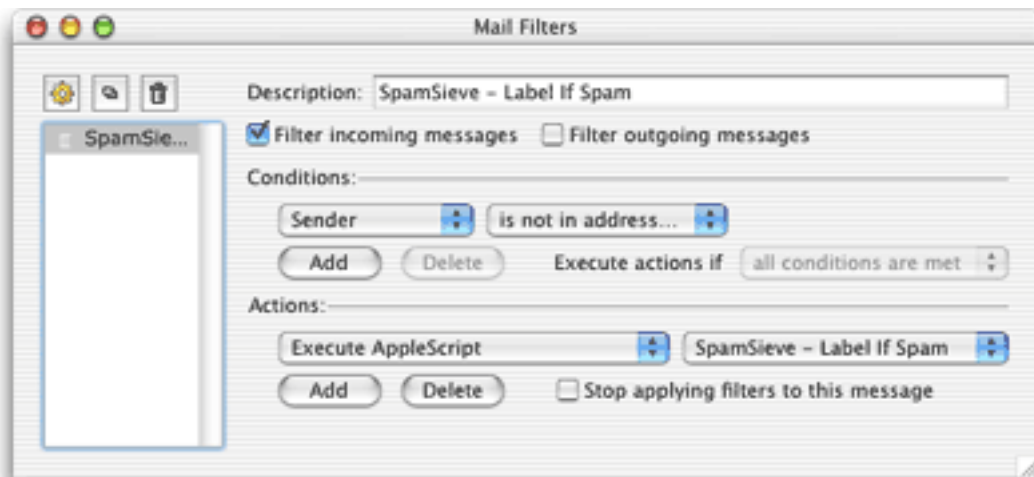 Mail Filters
Description: SpamSieve – Label If Spam
SpamSie...
Filter incoming messages Filter outgoing messages
Conditions:
Sender is not in address...
Add Delete Execute actions if all conditions are met
Actions:
Execute AppleScript SpamSieve – Label If Spam
Add Delete Stop applying filters to this message